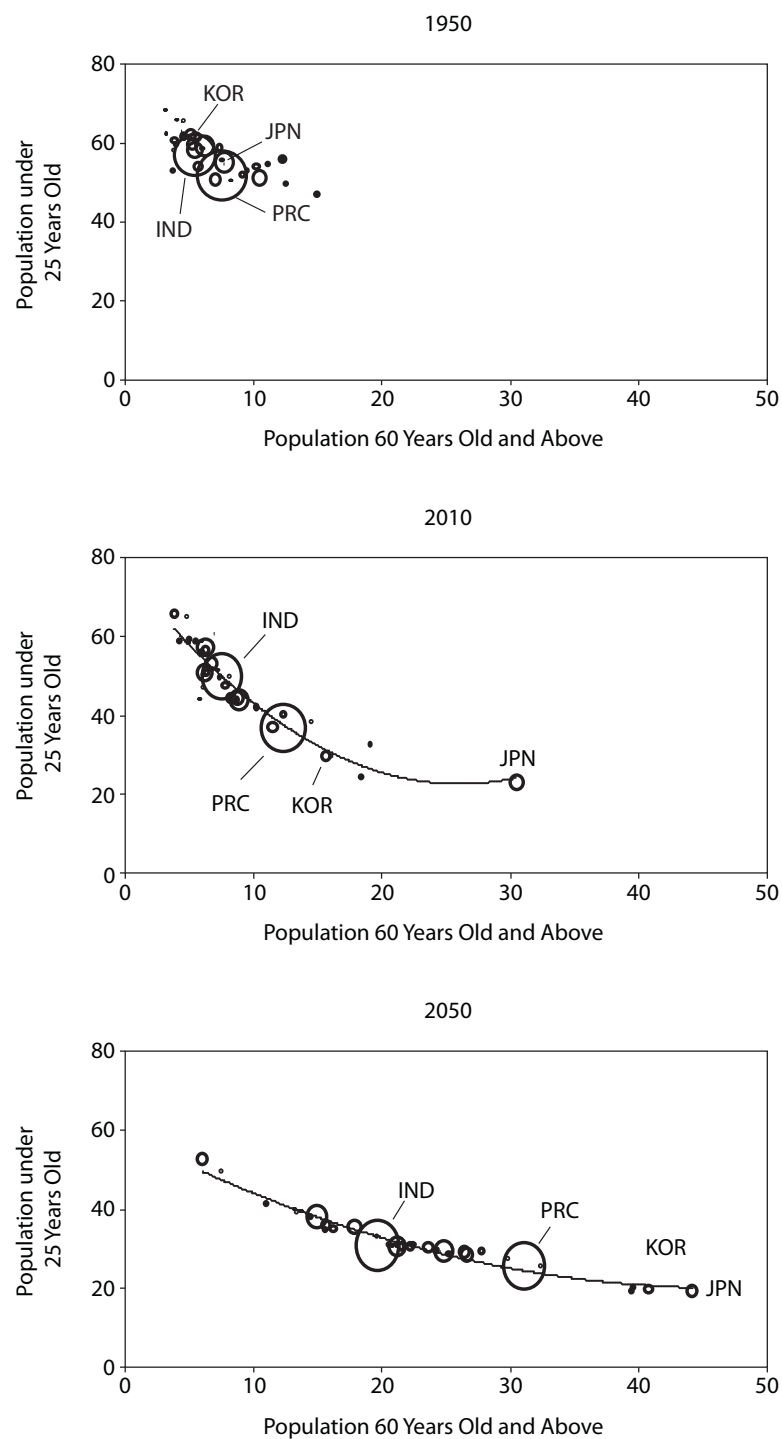 1950
80
60
40
20
0
KOR
JPN
IND
PRC
0 10 20 30 40 50
Population under
25 Years Old
Population 60 Years Old and Above
2010
80
60
40
20
0
IND
PRC
KOR
JPN
0 10 20 30 40 50
Population under
25 Years Old
Population 60 Years Old and Above
2050
80
60
40
20
0
IND
PRC
KOR
JPN
0 10 20 30 40 50
Population under
25 Years Old
Population 60 Years Old and Above